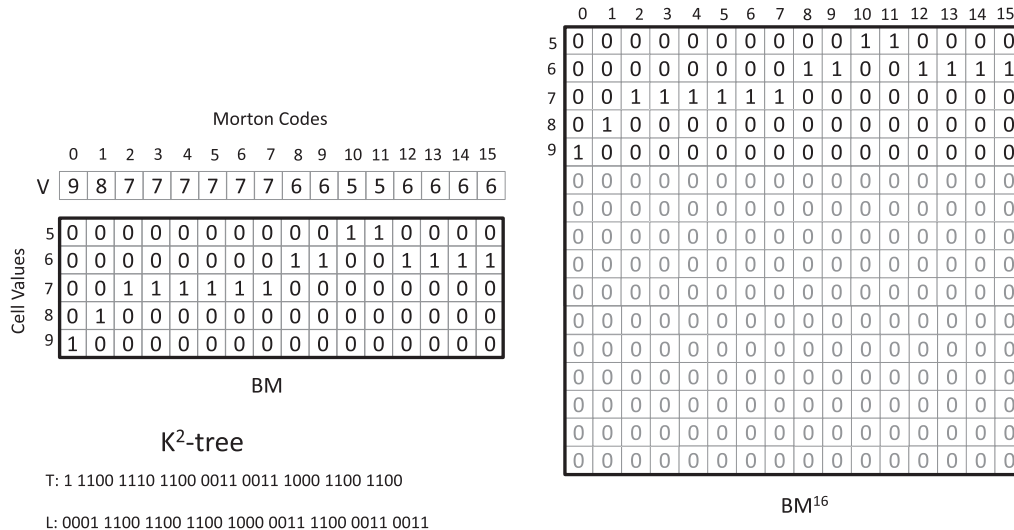 Morton Codes
0 1 2 3 4 5 6 7 8 9 10 11 12 13 14 15
V 9 8 7 7 7 7 7 7 6 6 5 5 6 6 6 6
Cell Values
5 0 0 0 0 0 0 0 0 0 0 1 1 0 0 0 0
6 0 0 0 0 0 0 0 0 1 1 0 0 1 1 1 1
7 0 0 1 1 1 1 1 1 0 0 0 0 0 0 0 0
8 0 1 0 0 0 0 0 0 0 0 0 0 0 0 0 0
9 1 0 0 0 0 0 0 0 0 0 0 0 0 0 0 0
BM
K²-tree
T: 1 1100 1110 1100 0011 0011 1000 1100 1100
L: 0001 1100 1100 1100 1000 0011 1100 0011 0011
0 1 2 3 4 5 6 7 8 9 10 11 12 13 14 15
5 0 0 0 0 0 0 0 0 0 0 1 1 0 0 0 0
6 0 0 0 0 0 0 0 0 1 1 0 0 1 1 1 1
7 0 0 1 1 1 1 1 1 0 0 0 0 0 0 0 0
8 0 1 0 0 0 0 0 0 0 0 0 0 0 0 0 0
9 1 0 0 0 0 0 0 0 0 0 0 0 0 0 0 0
0 0 0 0 0 0 0 0 0 0 0 0 0 0 0 0
0 0 0 0 0 0 0 0 0 0 0 0 0 0 0 0
0 0 0 0 0 0 0 0 0 0 0 0 0 0 0 0
0 0 0 0 0 0 0 0 0 0 0 0 0 0 0 0
0 0 0 0 0 0 0 0 0 0 0 0 0 0 0 0
0 0 0 0 0 0 0 0 0 0 0 0 0 0 0 0
0 0 0 0 0 0 0 0 0 0 0 0 0 0 0 0
0 0 0 0 0 0 0 0 0 0 0 0 0 0 0 0
0 0 0 0 0 0 0 0 0 0 0 0 0 0 0 0
0 0 0 0 0 0 0 0 0 0 0 0 0 0 0 0
0 0 0 0 0 0 0 0 0 0 0 0 0 0 0 0
BM¹⁶